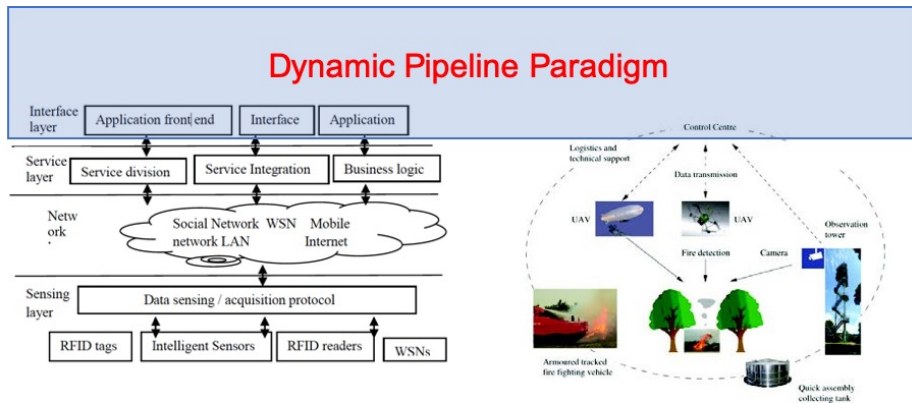 Dynamic Pipeline Paradigm
Interface
layer
Application front end
Interface
Application
Service
layer
Service division
Service Integration
Business logic
Netw
ork
Social Network WSN Mobile
network LAN Internet
Sensing
layer
Data sensing / acquisition protocol
RFID tags
Intelligent Sensors
RFID readers
WSNs
Control Centre
Logistics and
technical support
Data transmission
UAV
UAV
Observation
tower
Fire detection
Camera
Armoured tracked
fire fighting vehicle
Quick assembly
collecting tank